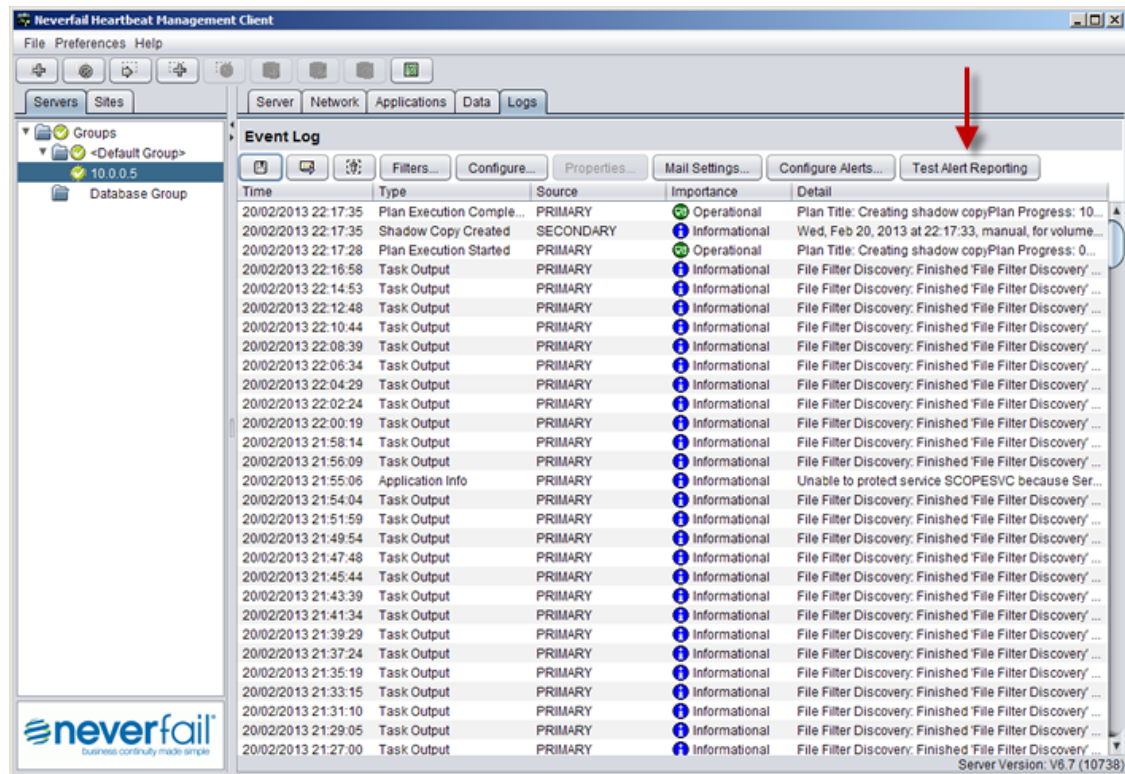 Neverfail Heartbeat Management Client
File Preferences Help
Servers Sites
Server Network Applications Data Logs
Groups
<Default Group>
10.0.0.5
Database Group
Event Log
Filters... Configure... Properties... Mail Settings... Configure Alerts... Test Alert Reporting
Time Type Source Importance Detail
20/02/2013 22:17:35 Plan Execution Comple... PRIMARY Operational Plan Title: Creating shadow copyPlan Progress: 10...
20/02/2013 22:17:35 Shadow Copy Created SECONDARY Informational Wed, Feb 20, 2013 at 22:17:33, manual, for volume...
20/02/2013 22:17:28 Plan Execution Started PRIMARY Operational Plan Title: Creating shadow copyPlan Progress: 0...
20/02/2013 22:16:58 Task Output PRIMARY Informational File Filter Discovery: Finished 'File Filter Discovery' ...
20/02/2013 22:14:53 Task Output PRIMARY Informational File Filter Discovery: Finished 'File Filter Discovery' ...
20/02/2013 22:12:48 Task Output PRIMARY Informational File Filter Discovery: Finished 'File Filter Discovery' ...
20/02/2013 22:10:44 Task Output PRIMARY Informational File Filter Discovery: Finished 'File Filter Discovery' ...
20/02/2013 22:08:39 Task Output PRIMARY Informational File Filter Discovery: Finished 'File Filter Discovery' ...
20/02/2013 22:06:34 Task Output PRIMARY Informational File Filter Discovery: Finished 'File Filter Discovery' ...
20/02/2013 22:04:29 Task Output PRIMARY Informational File Filter Discovery: Finished 'File Filter Discovery' ...
20/02/2013 22:02:24 Task Output PRIMARY Informational File Filter Discovery: Finished 'File Filter Discovery' ...
20/02/2013 22:00:19 Task Output PRIMARY Informational File Filter Discovery: Finished 'File Filter Discovery' ...
20/02/2013 21:58:14 Task Output PRIMARY Informational File Filter Discovery: Finished 'File Filter Discovery' ...
20/02/2013 21:56:09 Task Output PRIMARY Informational File Filter Discovery: Finished 'File Filter Discovery' ...
20/02/2013 21:55:06 Application Info PRIMARY Informational Unable to protect service SCOPESVC because Ser...
20/02/2013 21:54:04 Task Output PRIMARY Informational File Filter Discovery: Finished 'File Filter Discovery' ...
20/02/2013 21:51:59 Task Output PRIMARY Informational File Filter Discovery: Finished 'File Filter Discovery' ...
20/02/2013 21:49:54 Task Output PRIMARY Informational File Filter Discovery: Finished 'File Filter Discovery' ...
20/02/2013 21:47:48 Task Output PRIMARY Informational File Filter Discovery: Finished 'File Filter Discovery' ...
20/02/2013 21:45:44 Task Output PRIMARY Informational File Filter Discovery: Finished 'File Filter Discovery' ...
20/02/2013 21:43:39 Task Output PRIMARY Informational File Filter Discovery: Finished 'File Filter Discovery' ...
20/02/2013 21:41:34 Task Output PRIMARY Informational File Filter Discovery: Finished 'File Filter Discovery' ...
20/02/2013 21:39:29 Task Output PRIMARY Informational File Filter Discovery: Finished 'File Filter Discovery' ...
20/02/2013 21:37:24 Task Output PRIMARY Informational File Filter Discovery: Finished 'File Filter Discovery' ...
20/02/2013 21:35:19 Task Output PRIMARY Informational File Filter Discovery: Finished 'File Filter Discovery' ...
20/02/2013 21:33:15 Task Output PRIMARY Informational File Filter Discovery: Finished 'File Filter Discovery' ...
20/02/2013 21:31:10 Task Output PRIMARY Informational File Filter Discovery: Finished 'File Filter Discovery' ...
20/02/2013 21:29:05 Task Output PRIMARY Informational File Filter Discovery: Finished 'File Filter Discovery' ...
20/02/2013 21:27:00 Task Output PRIMARY Informational File Filter Discovery: Finished 'File Filter Discovery' ...
neverfail
business continuity made simple
Server Version: V6.7 (10738)